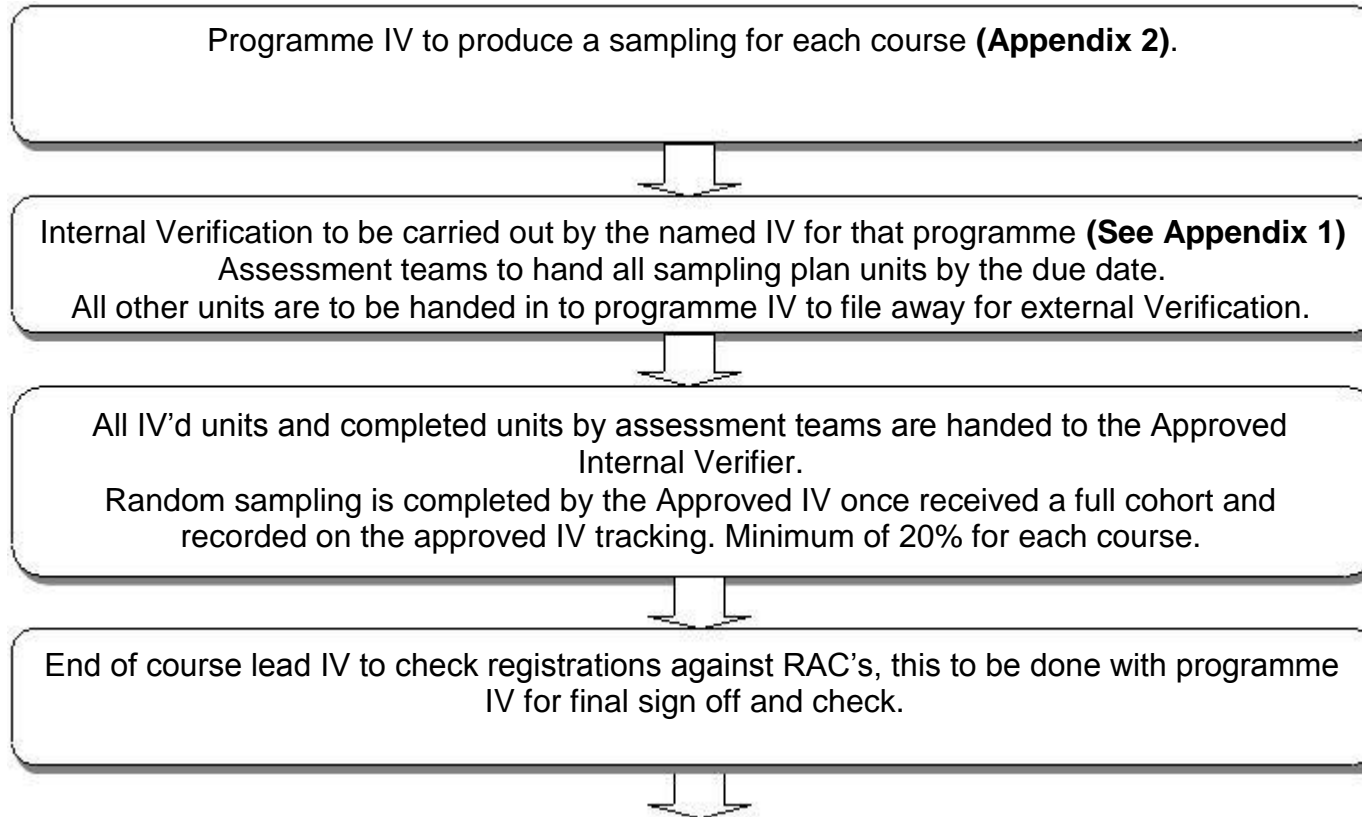 Programme IV to produce a sampling for each course (Appendix 2).
Internal Verification to be carried out by the named IV for that programme (See Appendix 1)
Assessment teams to hand all sampling plan units by the due date.
All other units are to be handed in to programme IV to file away for external Verification.
All IV’d units and completed units by assessment teams are handed to the Approved
Internal Verifier.
Random sampling is completed by the Approved IV once received a full cohort and
recorded on the approved IV tracking. Minimum of 20% for each course.
End of course lead IV to check registrations against RAC’s, this to be done with programme
IV for final sign off and check.